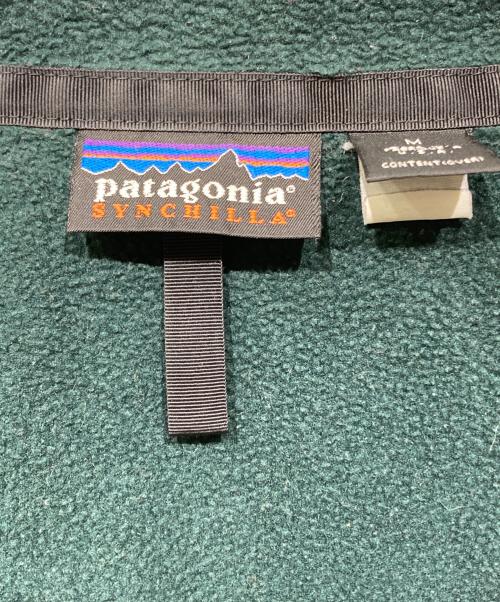 patagonia®
SYNCHILLA®
M
CONTENT(OVER)